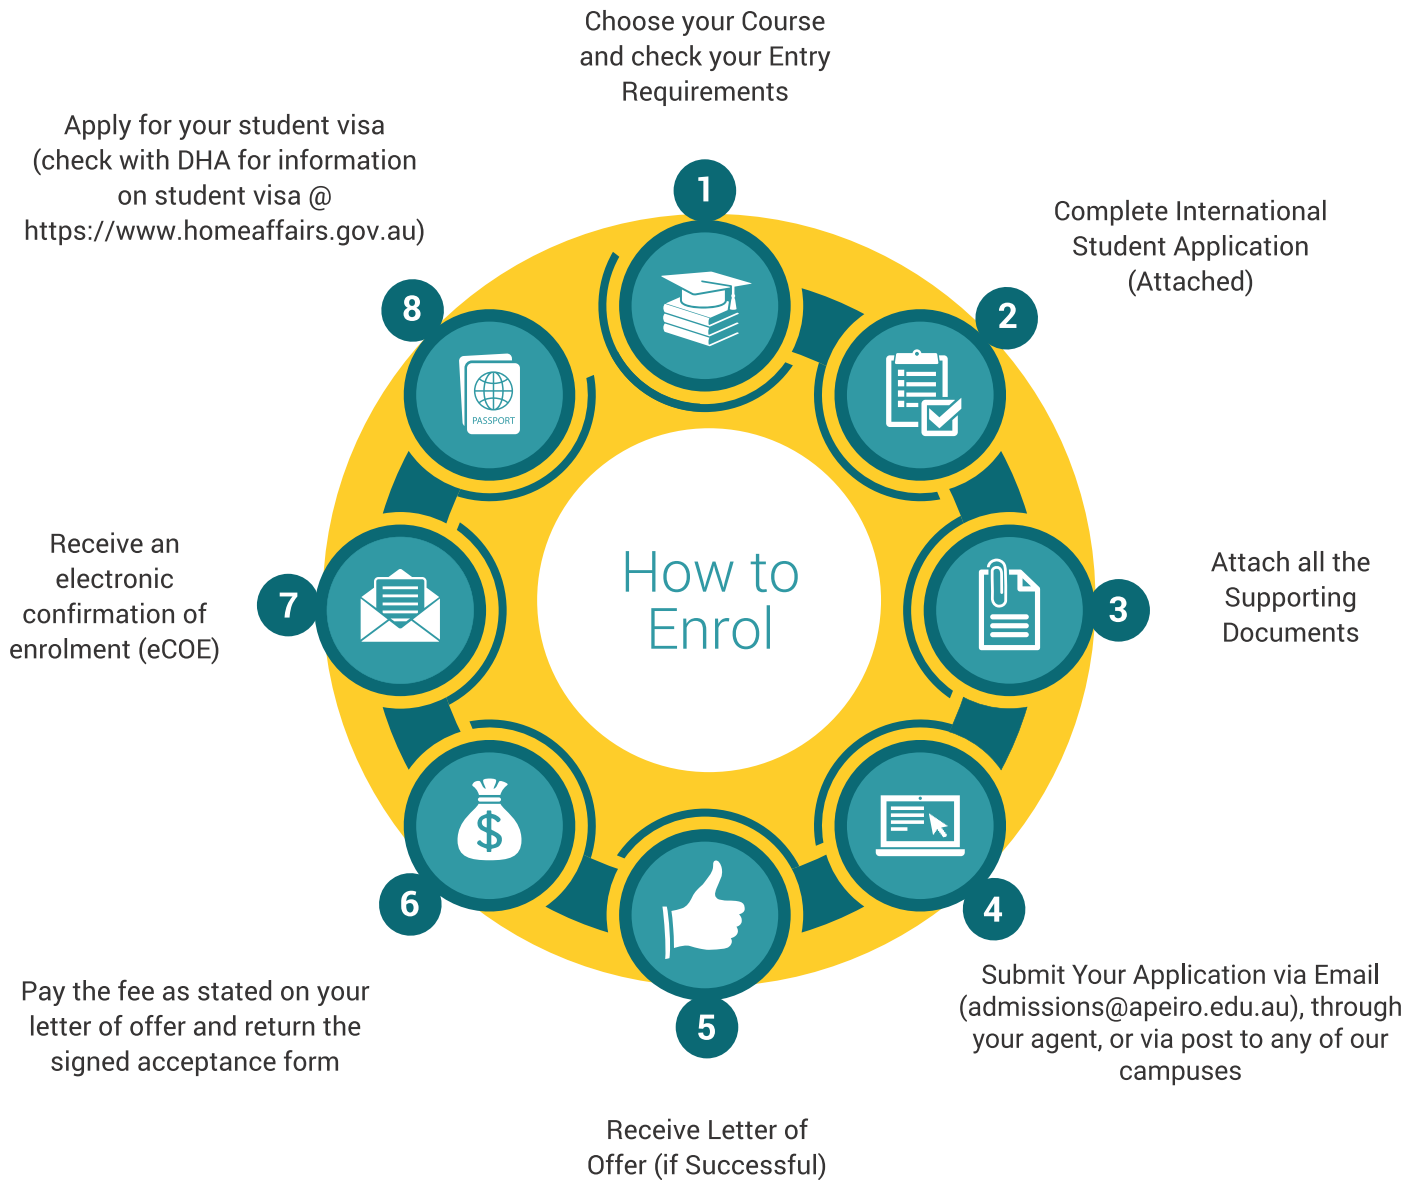 How to
Enrol
1
Choose your Course
and check your Entry
Requirements
2
Complete International
Student Application
(Attached)
3
Attach all the
Supporting
Documents
4
Submit Your Application via Email
(admissions@apeiro.edu.au), through
your agent, or via post to any of our
campuses
5
Receive Letter of
Offer (if Successful)
6
$
Pay the fee as stated on your
letter of offer and return the
signed acceptance form
7
Receive an
electronic
confirmation of
enrolment (eCOE)
8
PASSPORT
Apply for your student visa
(check with DHA for information
on student visa @
https://www.homeaffairs.gov.au)